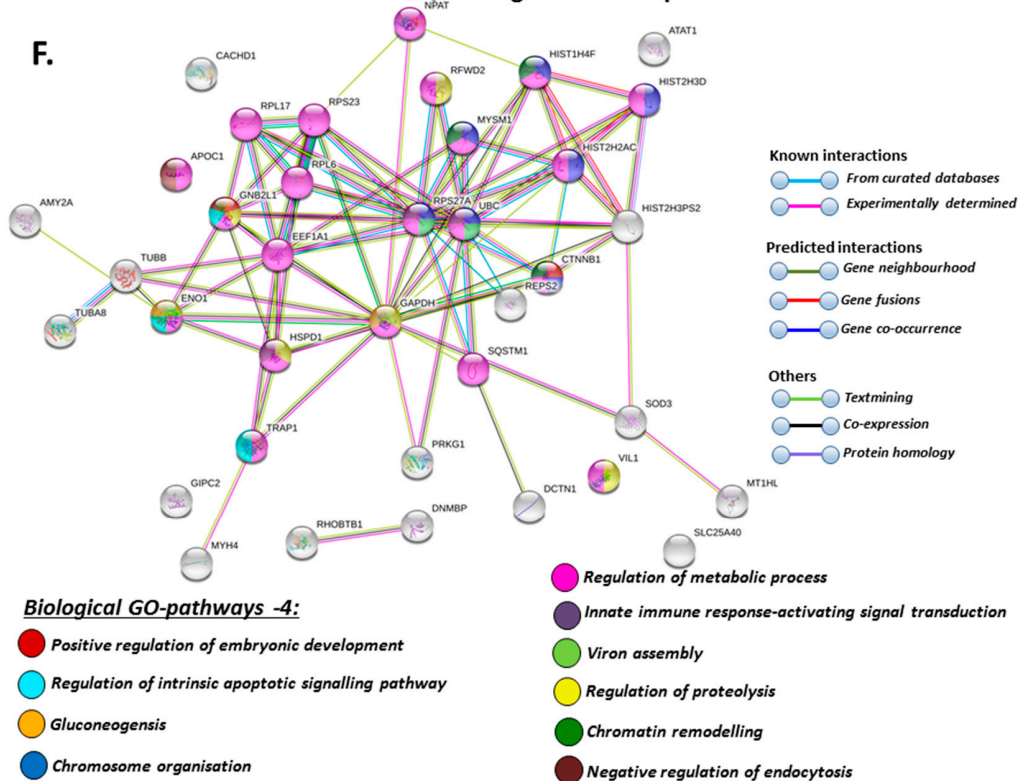 NPAT
ATAT1
F.
CACHD1
HIST1H4F
RFWD2
HIST2H3D
RPL17
RPS23
MYSM1
HIST2H2AC
Known interactions
From curated databases
Experimentally determined
APOC1
RPL6
AMY2A
GNB2L1
RPS27A
UBC
HIST2H3PS2
EEF1A1
Predicted interactions
Gene neighbourhood
Gene fusions
Gene co-occurrence
TUBB
CTNNB1
REPS2
ENO1
GAPDH
TUBA8
HSPD1
SQSTM1
Others
Textmining
Co-expression
Protein homology
SOD3
TRAP1
PRKG1
VIL1
GIPC2
DCTN1
MT1HL
RHOBTB1
DNMBP
SLC25A40
MYH4
Biological GO-pathways -4:
Positive regulation of embryonic development
Regulation of intrinsic apoptotic signalling pathway
Gluconeogensis
Chromosome organisation
Regulation of metabolic process
Innate immune response-activating signal transduction
Viron assembly
Regulation of proteolysis
Chromatin remodelling
Negative regulation of endocytosis